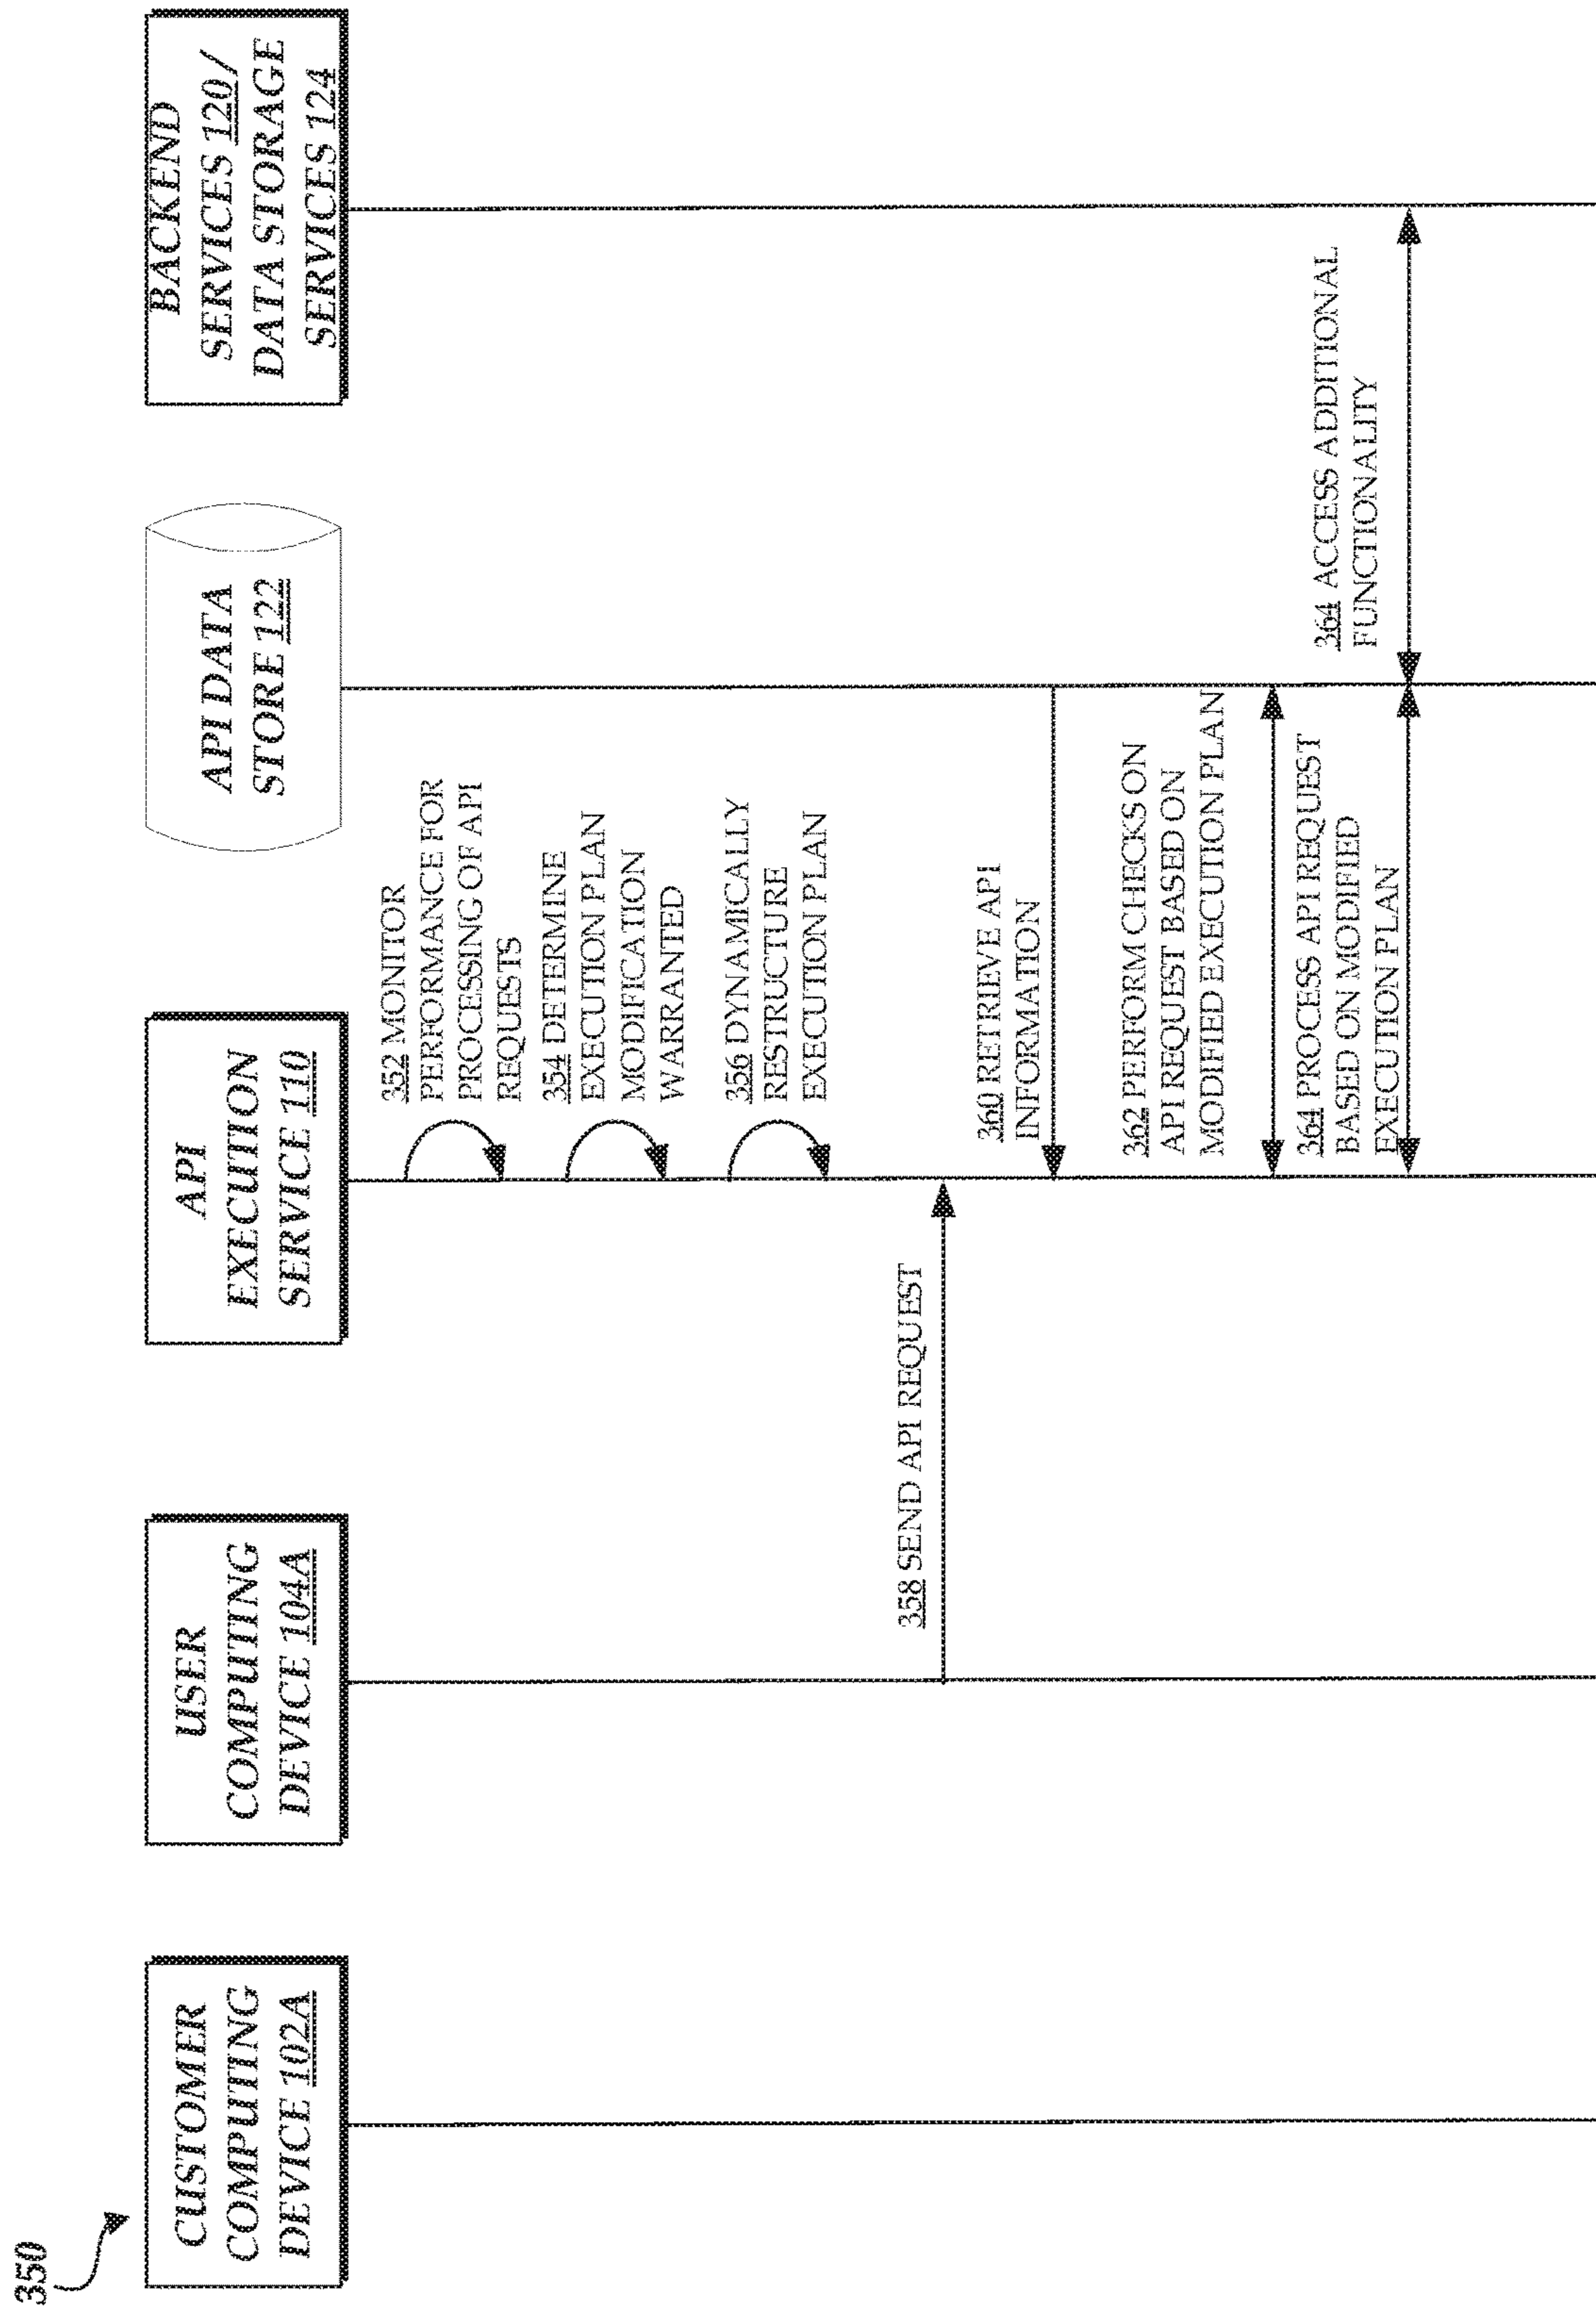 350
CUSTOMER
COMPUTING
DEVICE 102A
USER
COMPUTING
DEVICE 104A
API
EXECUTION
SERVICE 110
API DATA
STORE 122
BACKEND
SERVICES 120/
DATA STORAGE
SERVICES 124
352 MONITOR
PERFORMANCE FOR
PROCESSING OF API
REQUESTS
354 DETERMINE
EXECUTION PLAN
MODIFICATION
WARRANTED
356 DYNAMICALLY
RESTRUCTURE
EXECUTION PLAN
358 SEND API REQUEST
360 RETRIEVE API
INFORMATION
362 PERFORM CHECKS ON
API REQUEST BASED ON
MODIFIED EXECUTION PLAN
364 PROCESS API REQUEST
BASED ON MODIFIED
EXECUTION PLAN
364 ACCESS ADDITIONAL
FUNCTIONALITY